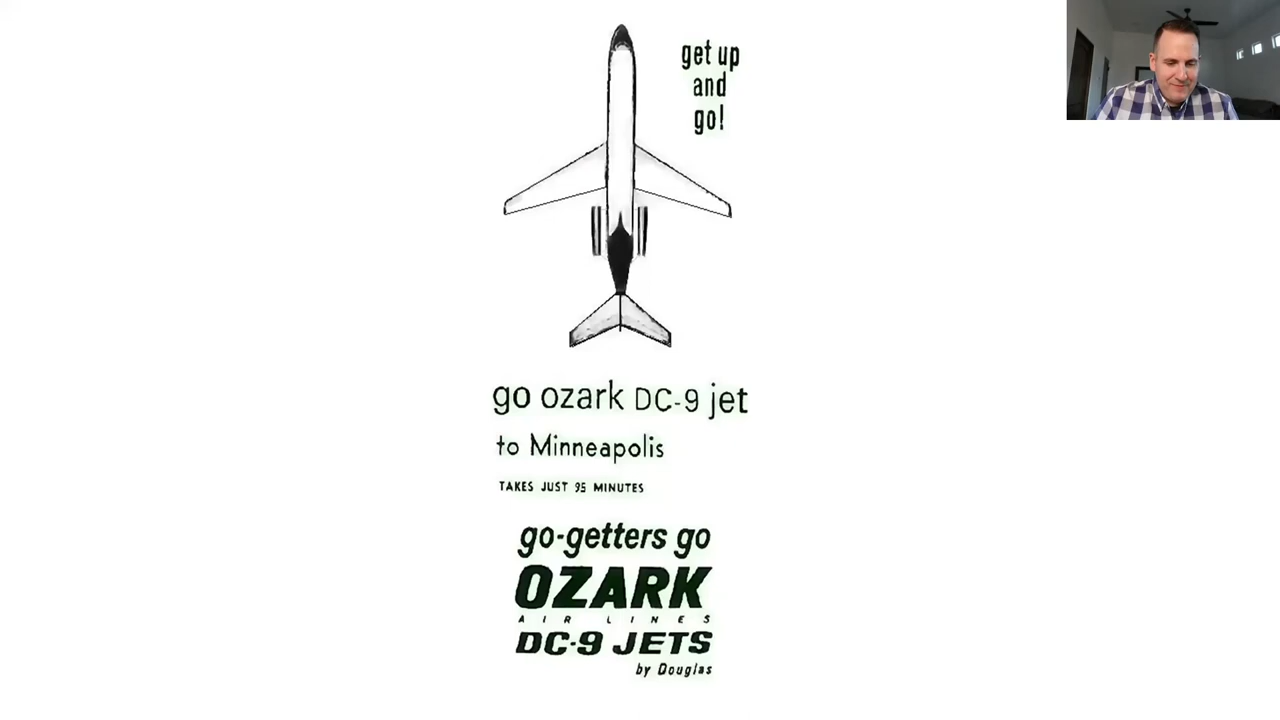 get up
and
go!
go ozark DC-9 jet
to Minneapolis
TAKES JUST 95 MINUTES
go-getters go
OZARK
AIR LINES
DC-9 JETS
by Douglas